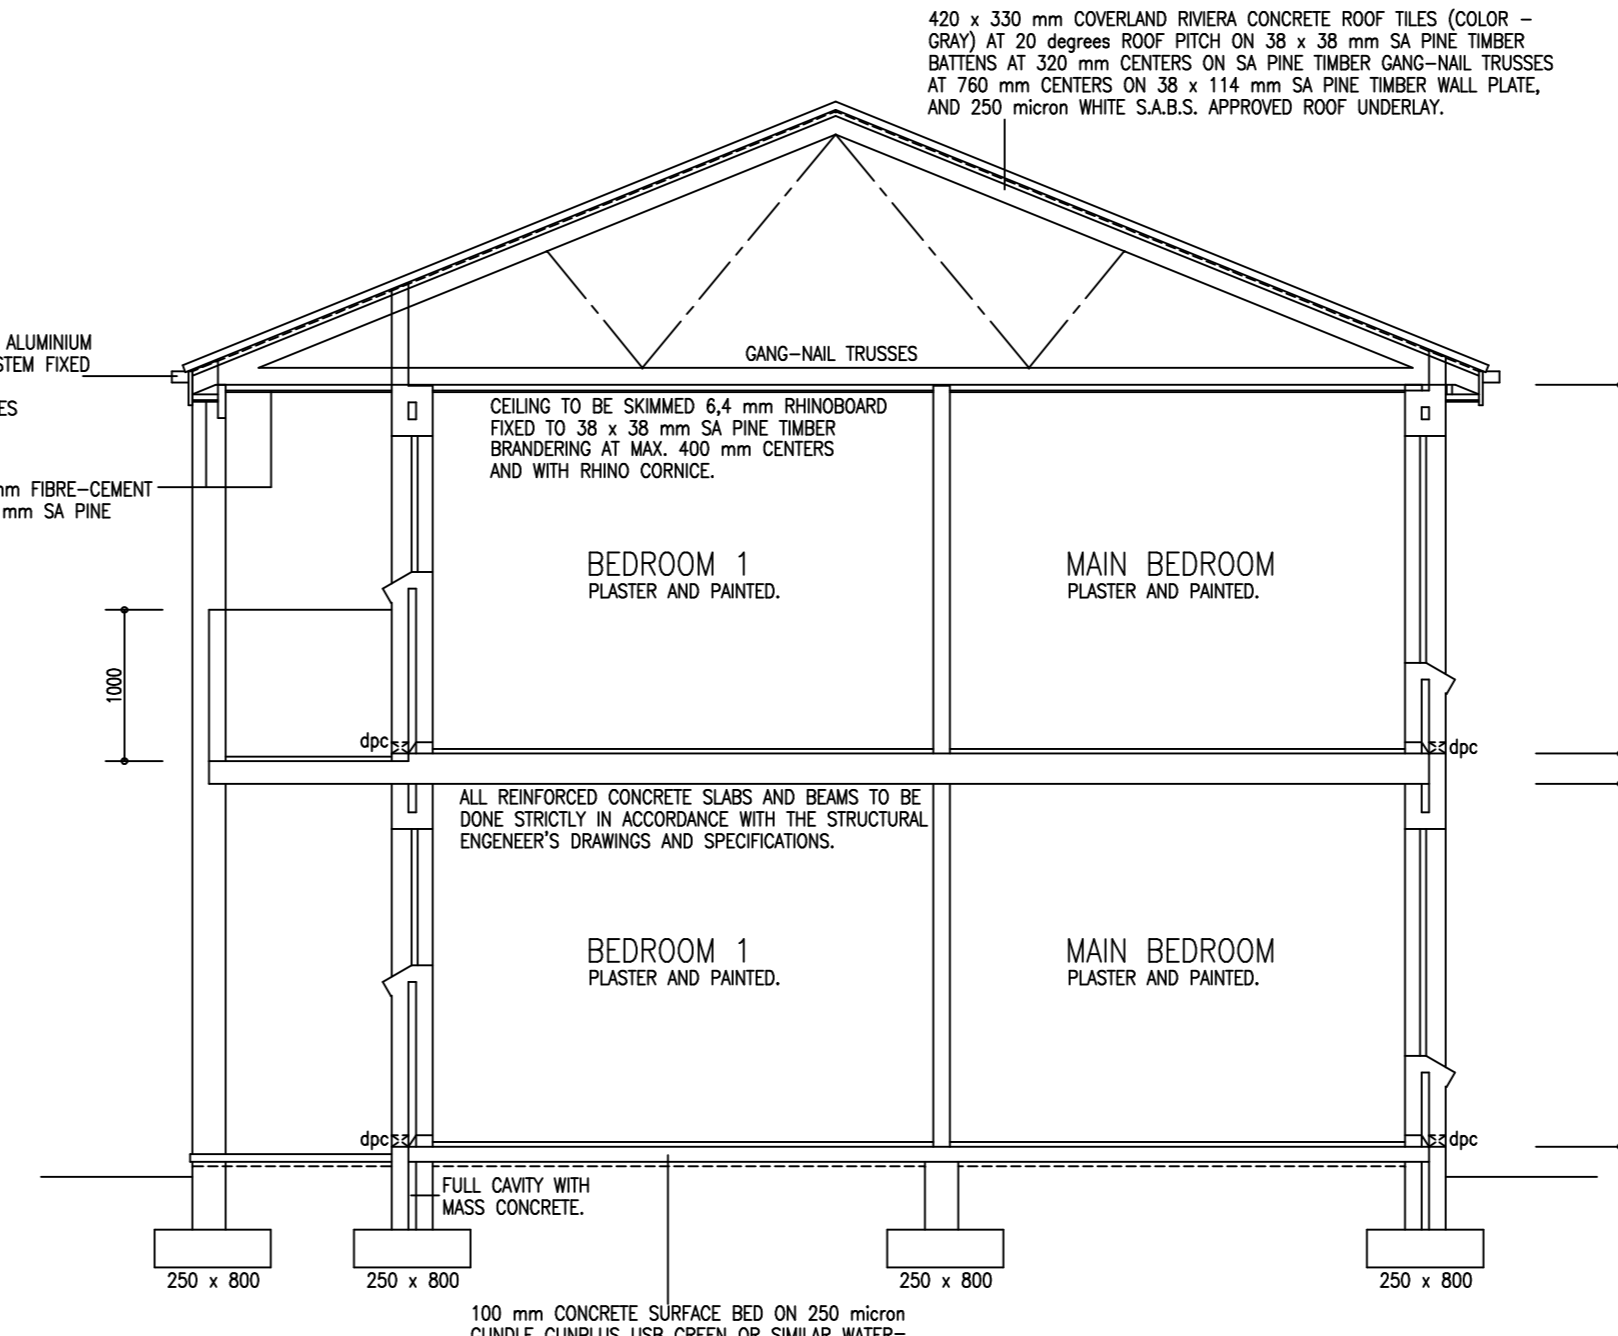 420 x 330 mm COVERLAND RIVIERA CONCRETE ROOF TILES (COLOR –
GRAY) AT 20 degrees ROOF PITCH ON 38 x 38 mm SA PINE TIMBER
BATTENS AT 320 mm CENTERS ON SA PINE TIMBER GANG–NAIL TRUSSES
AT 760 mm CENTERS ON 38 x 114 mm SA PINE TIMBER WALL PLATE,
AND 250 micron WHITE S.A.B.S. APPROVED ROOF UNDERLAY.
ALUMINIUM
STEM FIXED
ES
GANG–NAIL TRUSSES
CEILING TO BE SKIMMED 6,4 mm RHINOBOARD
FIXED TO 38 x 38 mm SA PINE TIMBER
BRANDERING AT MAX. 400 mm CENTERS
AND WITH RHINO CORNICE.
mm FIBRE–CEMENT
mm SA PINE
BEDROOM 1
PLASTER AND PAINTED.
MAIN BEDROOM
PLASTER AND PAINTED.
1000
dpc
dpc
ALL REINFORCED CONCRETE SLABS AND BEAMS TO BE
DONE STRICTLY IN ACCORDANCE WITH THE STRUCTURAL
ENGENEER'S DRAWINGS AND SPECIFICATIONS.
BEDROOM 1
PLASTER AND PAINTED.
MAIN BEDROOM
PLASTER AND PAINTED.
dpc
dpc
FULL CAVITY WITH
MASS CONCRETE.
250 x 800
250 x 800
250 x 800
250 x 800
100 mm CONCRETE SURFACE BED ON 250 micron
GUNDLE GUNPLUS USB GREEN OR SIMILAR WATER–